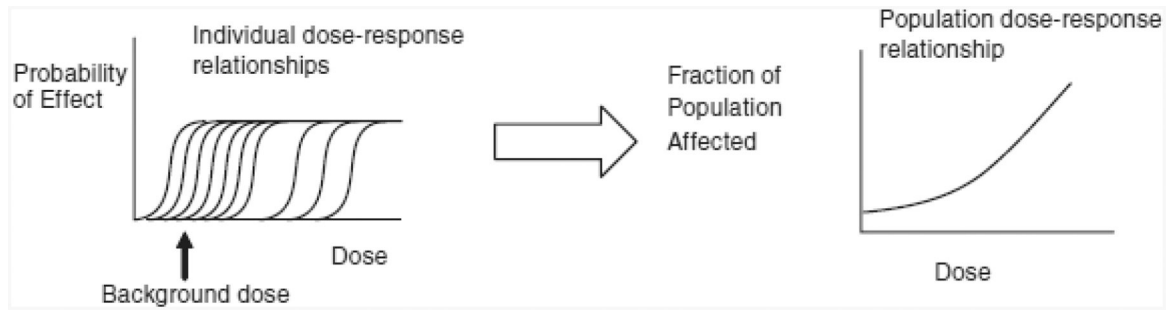 Individual dose-response
relationships
Probability
of Effect
Dose
Background dose
Fraction of
Population
Affected
Population dose-response
relationship
Dose